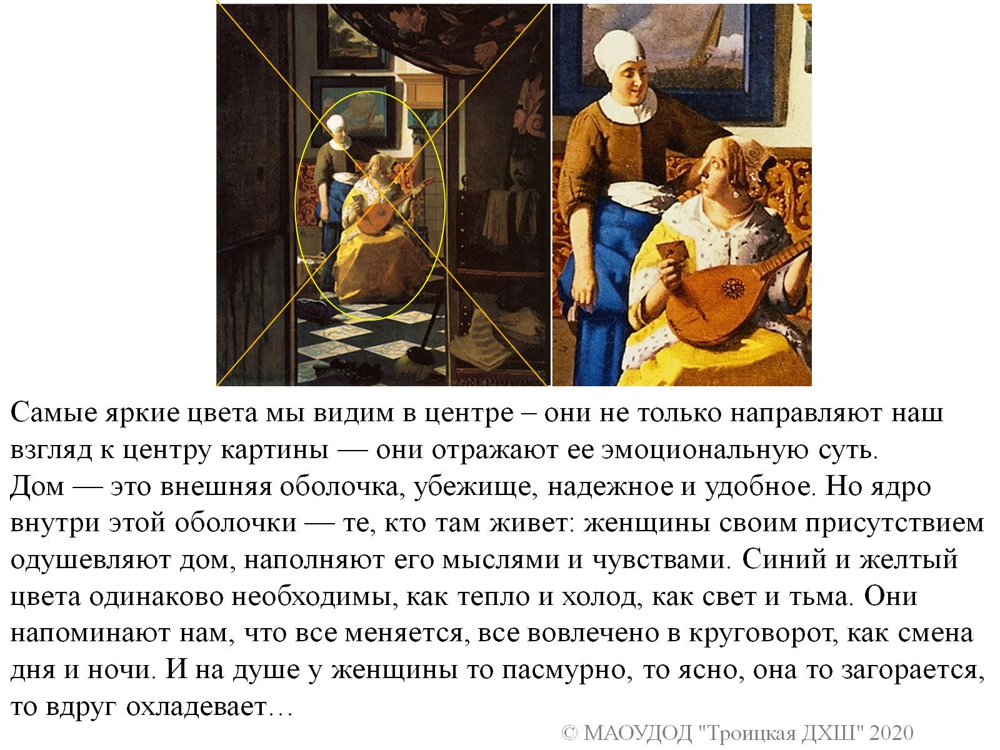 Самые яркие цвета мы видим в центре – они не только направляют наш
взгляд к центру картины — они отражают ее эмоциональную суть.
Дом — это внешняя оболочка, убежище, надежное и удобное. Но ядро
внутри этой оболочки — те, кто там живет: женщины своим присутствием
одушевляют дом, наполняют его мыслями и чувствами. Синий и желтый
цвета одинаково необходимы, как тепло и холод, как свет и тьма. Они
напоминают нам, что все меняется, все вовлечено в круговорот, как смена
дня и ночи. И на душе у женщины то пасмурно, то ясно, она то загорается,
то вдруг охладевает…
© МАОУДОД "Троицкая ДХШ" 2020